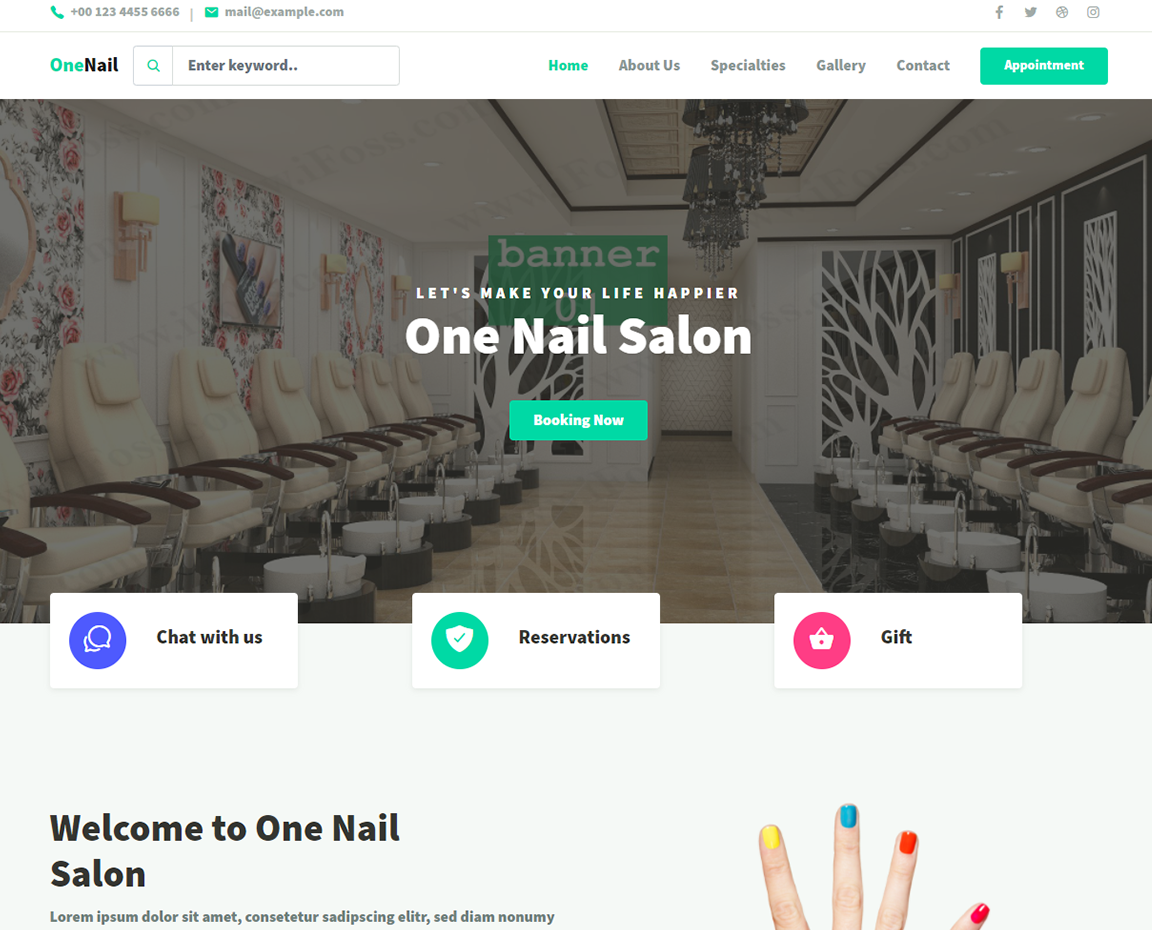 +00 123 4455 6666 | mail@example.com
OneNail
Enter keyword..
Home About Us Specialties Gallery Contact Appointment
banner
01
LET'S MAKE YOUR LIFE HAPPIER
One Nail Salon
Booking Now
Chat with us
Reservations
Gift
Welcome to One Nail
Salon
Lorem ipsum dolor sit amet, consetetur sadipscing elitr, sed diam nonumy